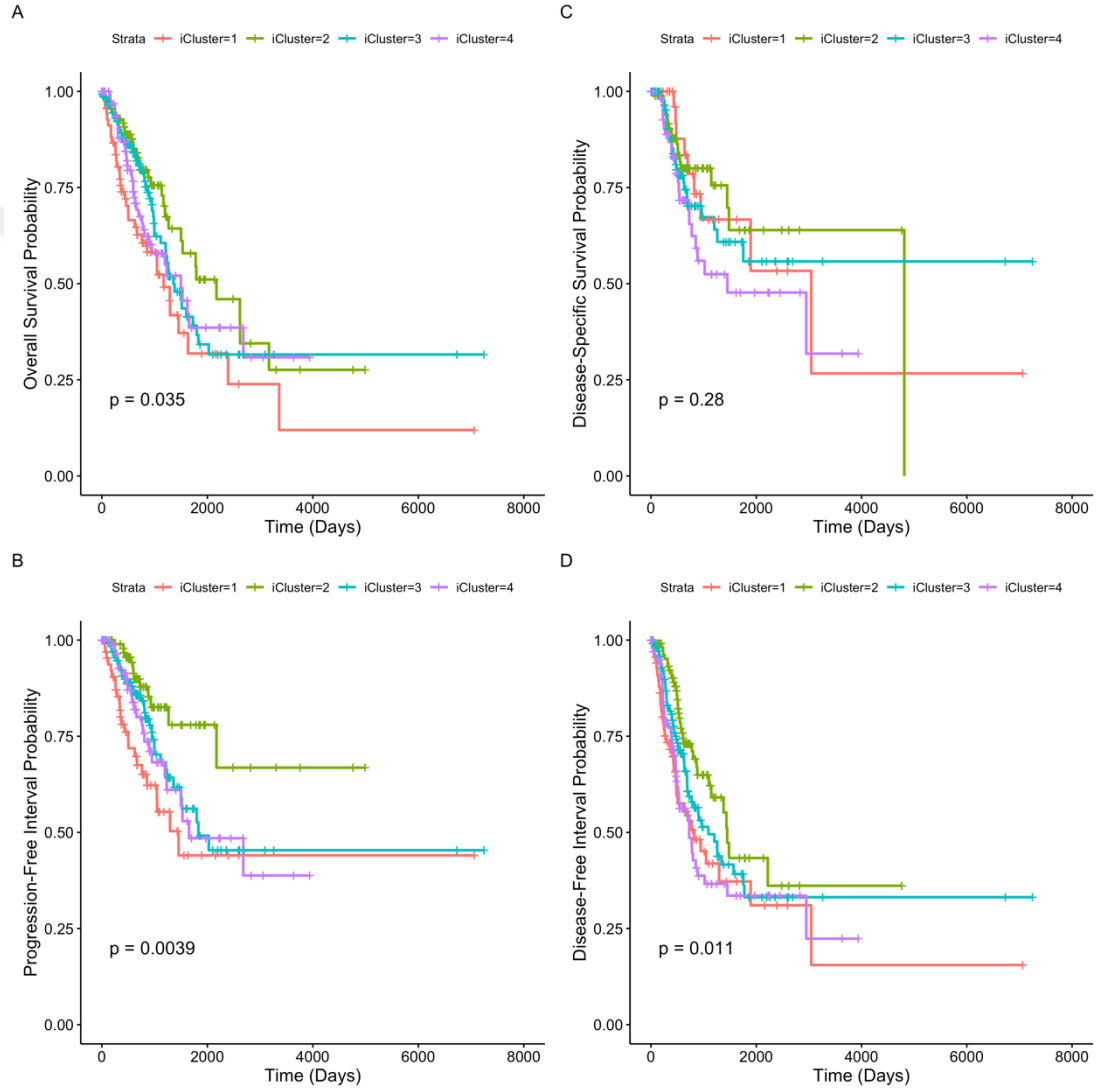 A
Strata iCluster=1 iCluster=2 iCluster=3 iCluster=4
Overall Survival Probability
1.00
0.75
0.50
0.25
0.00
p = 0.035
0 2000 4000 6000 8000
Time (Days)
C
Strata iCluster=1 iCluster=2 iCluster=3 iCluster=4
Disease-Specific Survival Probability
1.00
0.75
0.50
0.25
0.00
p = 0.28
0 2000 4000 6000 8000
Time (Days)
B
Strata iCluster=1 iCluster=2 iCluster=3 iCluster=4
Progression-Free Interval Probability
1.00
0.75
0.50
0.25
0.00
p = 0.0039
0 2000 4000 6000 8000
Time (Days)
D
Strata iCluster=1 iCluster=2 iCluster=3 iCluster=4
Disease-Free Interval Probability
1.00
0.75
0.50
0.25
0.00
p = 0.011
0 2000 4000 6000 8000
Time (Days)